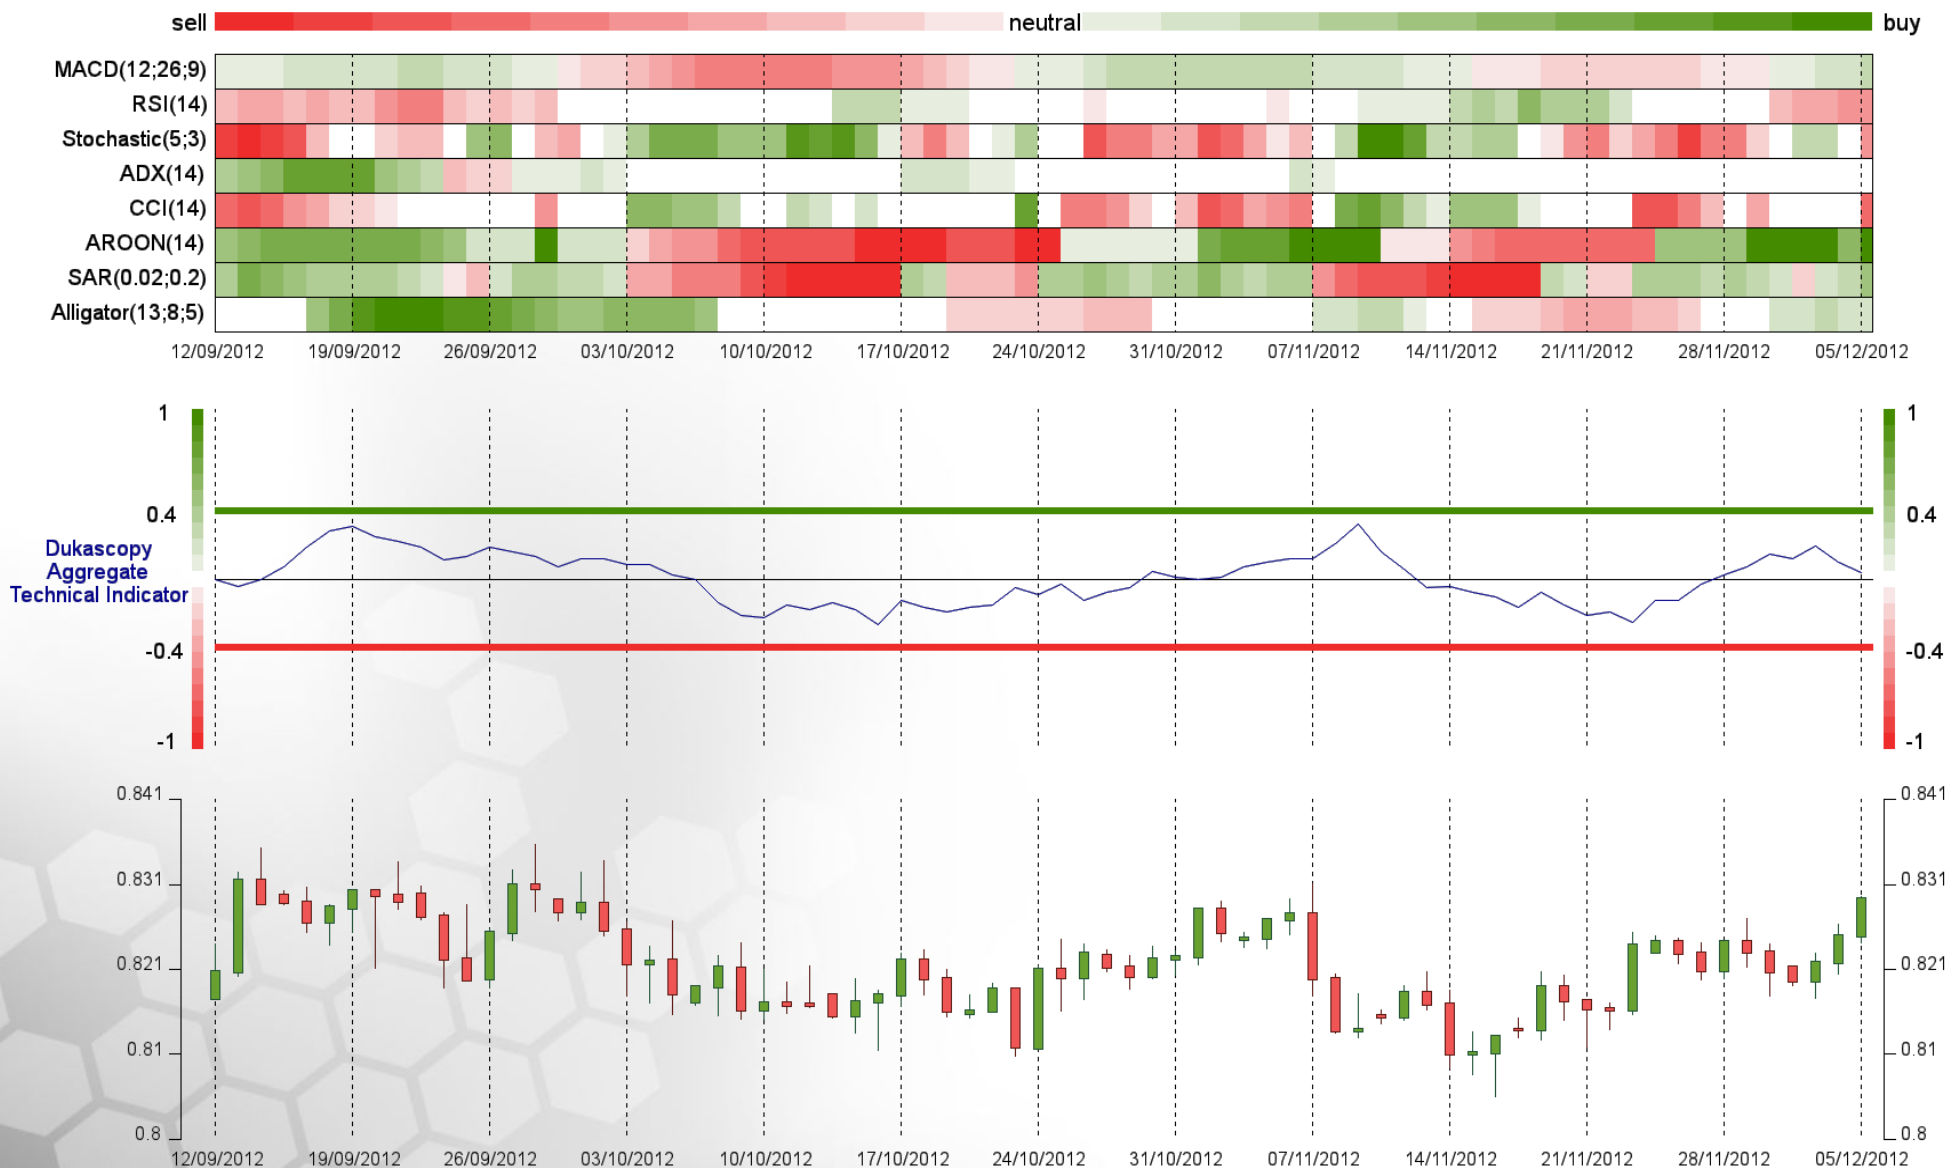 sell neutral buy
MACD(12;26;9)
RSI(14)
Stochastic(5;3)
ADX(14)
CCI(14)
AROON(14)
SAR(0.02;0.2)
Alligator(13;8;5)
12/09/2012 19/09/2012 26/09/2012 03/10/2012 10/10/2012 17/10/2012 24/10/2012 31/10/2012 07/11/2012 14/11/2012 21/11/2012 28/11/2012 05/12/2012
1 1
0.4 0.4
Dukascopy
Aggregate
Technical Indicator
-0.4 -0.4
-1 -1
0.841 0.841
0.831 0.831
0.821 0.821
0.81 0.81
0.8 0.8
12/09/2012 19/09/2012 26/09/2012 03/10/2012 10/10/2012 17/10/2012 24/10/2012 31/10/2012 07/11/2012 14/11/2012 21/11/2012 28/11/2012 05/12/2012